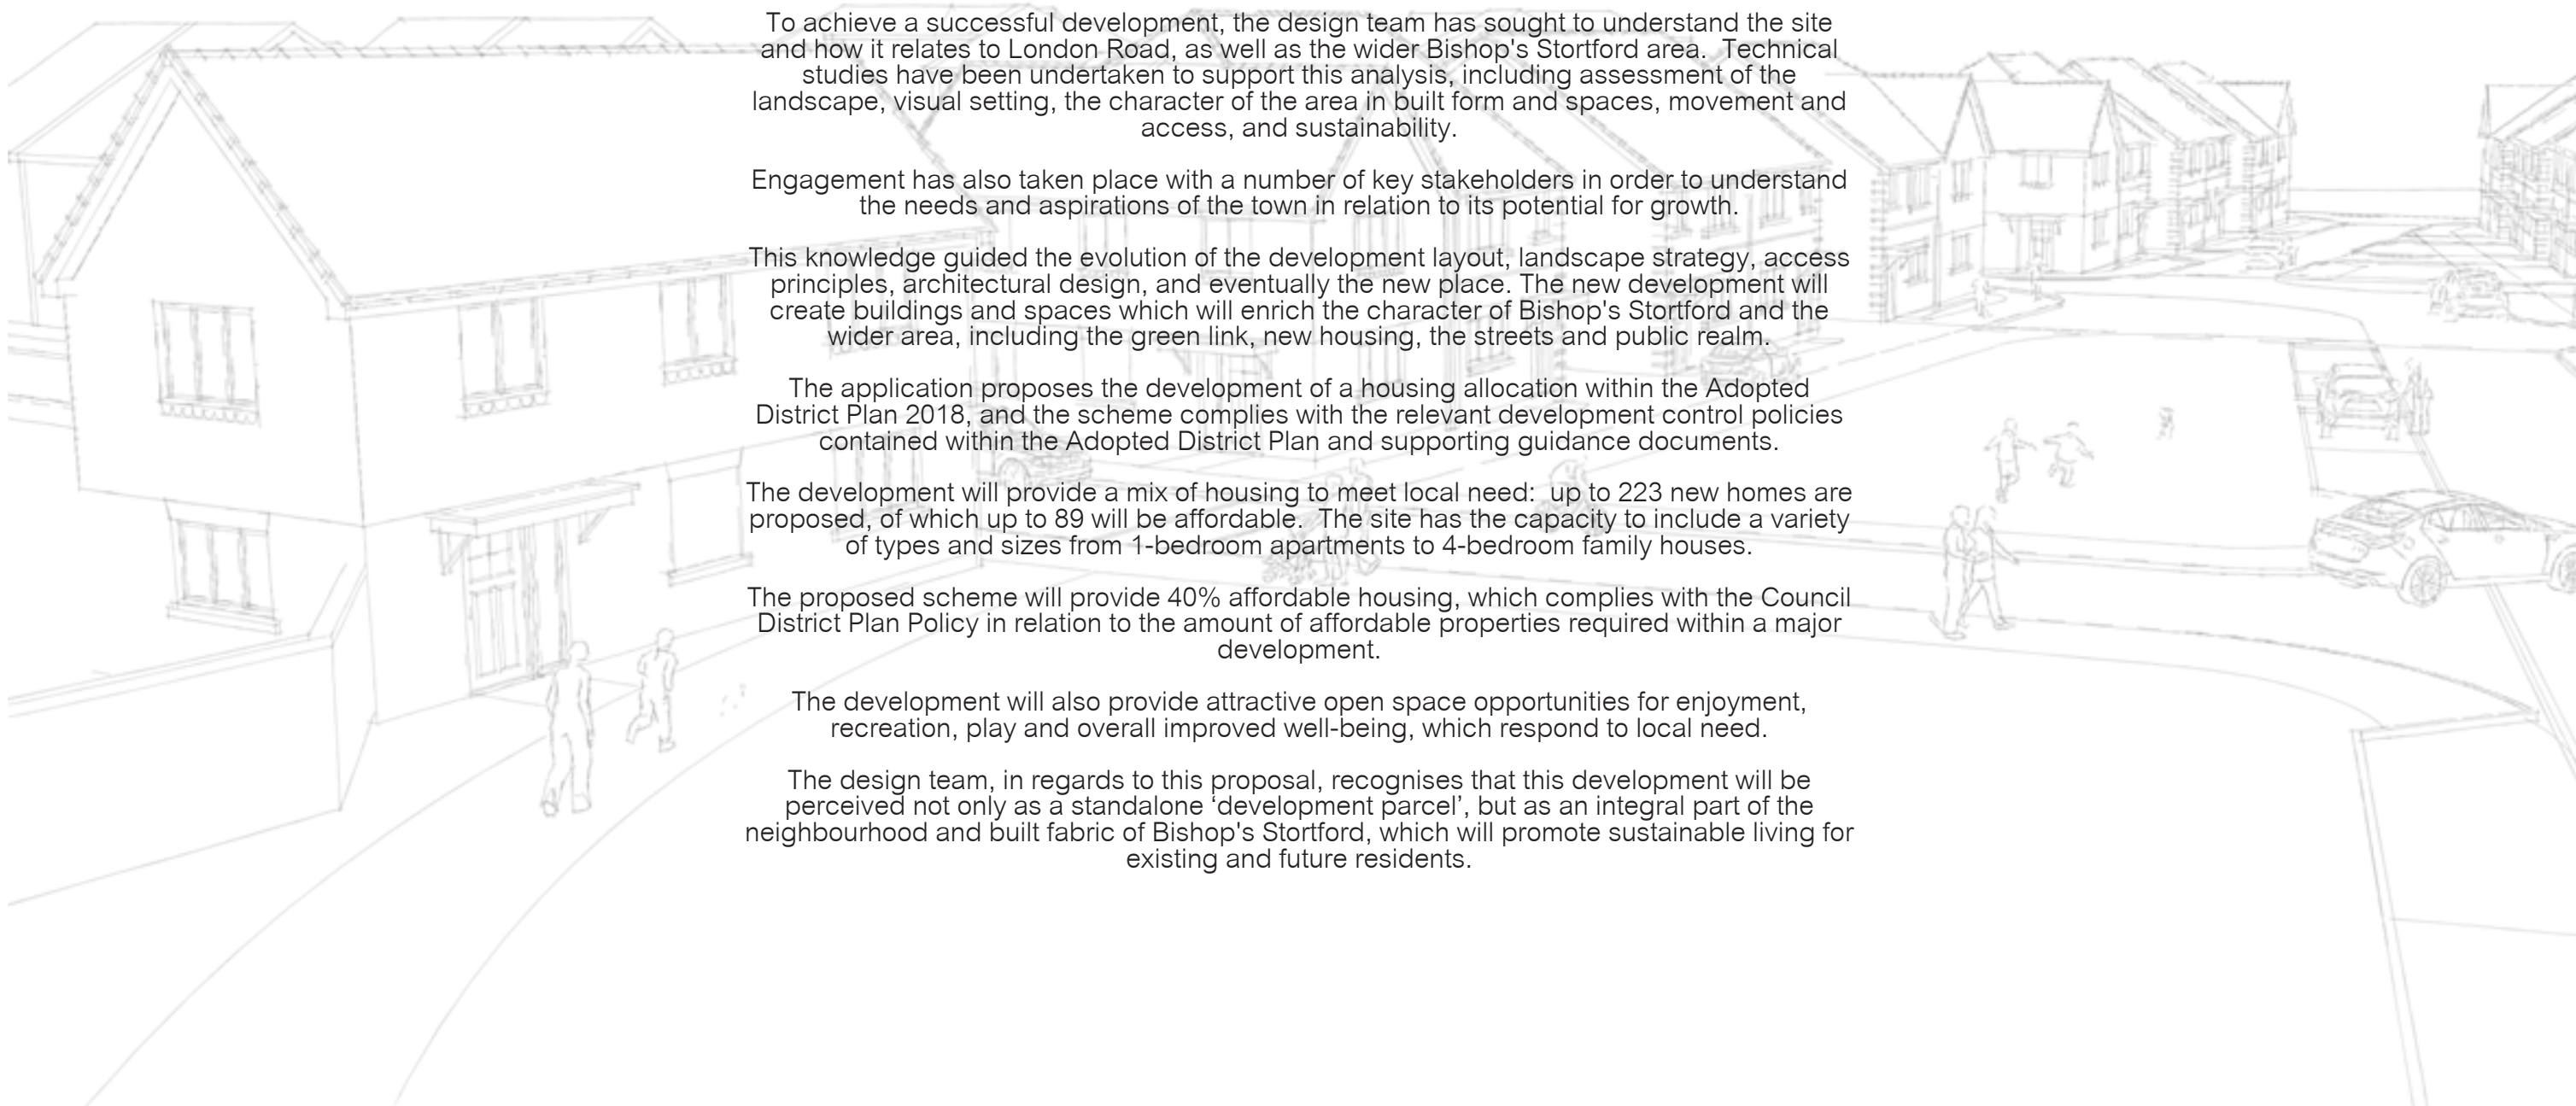 To achieve a successful development, the design team has sought to understand the site
and how it relates to London Road, as well as the wider Bishop's Stortford area.  Technical
studies have been undertaken to support this analysis, including assessment of the
landscape, visual setting, the character of the area in built form and spaces, movement and
access, and sustainability.
Engagement has also taken place with a number of key stakeholders in order to understand
the needs and aspirations of the town in relation to its potential for growth.
This knowledge guided the evolution of the development layout, landscape strategy, access
principles, architectural design, and eventually the new place. The new development will
create buildings and spaces which will enrich the character of Bishop's Stortford and the
wider area, including the green link, new housing, the streets and public realm.
The application proposes the development of a housing allocation within the Adopted
District Plan 2018, and the scheme complies with the relevant development control policies
contained within the Adopted District Plan and supporting guidance documents.
The development will provide a mix of housing to meet local need:  up to 223 new homes are
proposed, of which up to 89 will be affordable.  The site has the capacity to include a variety
of types and sizes from 1-bedroom apartments to 4-bedroom family houses.
The proposed scheme will provide 40% affordable housing, which complies with the Council
District Plan Policy in relation to the amount of affordable properties required within a major
development.
The development will also provide attractive open space opportunities for enjoyment,
recreation, play and overall improved well-being, which respond to local need.
The design team, in regards to this proposal, recognises that this development will be
perceived not only as a standalone ‘development parcel’, but as an integral part of the
neighbourhood and built fabric of Bishop's Stortford, which will promote sustainable living for
existing and future residents.